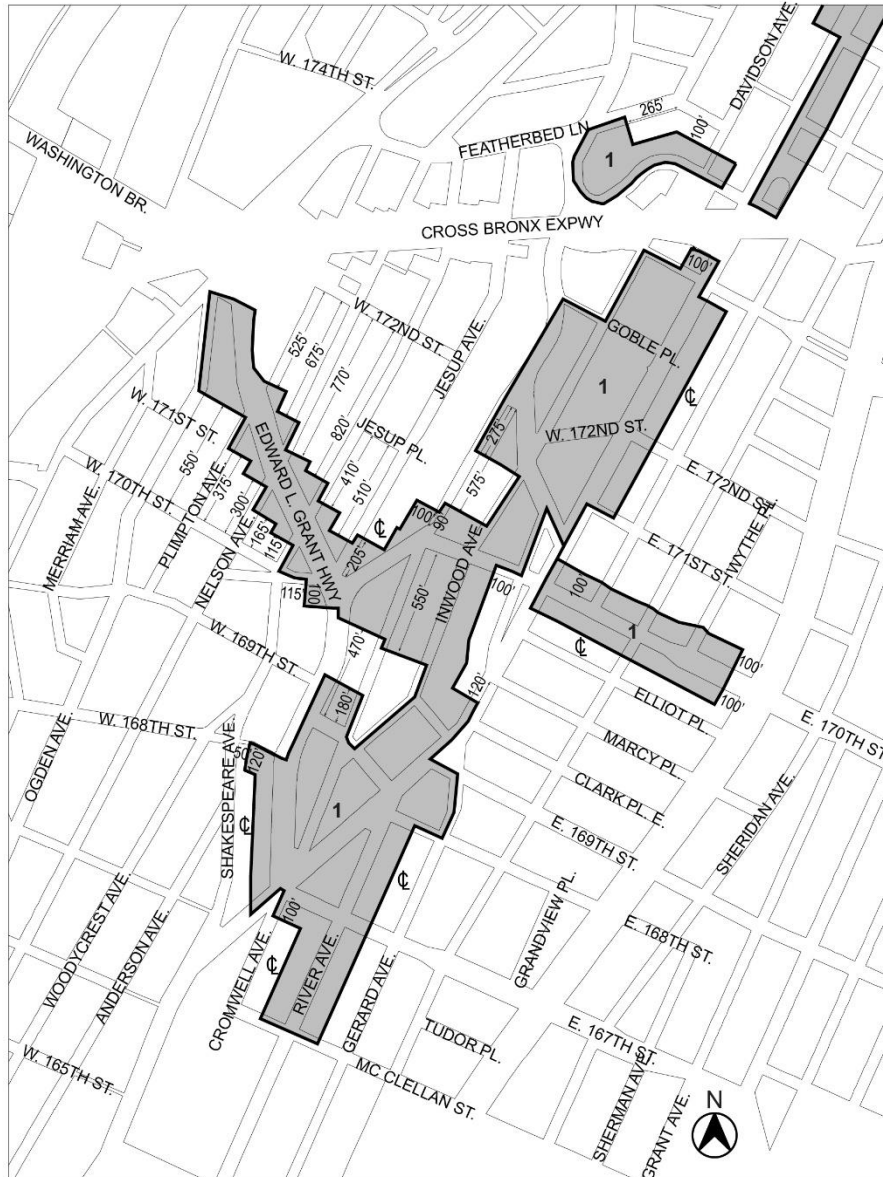 DAVIDSON AVE.
W. 174TH ST.
265'
100'
FEATHERBED LN
1
WASHINGTON BR.
CROSS BRONX EXPWY
100'
W. 172ND ST.
GOBLE PL.
525'
675'
770'
JESUP AVE.
1
℄
W. 171ST ST.
820'
JESUP PL.
275'
W. 172ND ST.
EDWARD L. GRANT HWY
550'
375'
W. 170TH ST.
410'
510'
575'
E. 172ND ST.
MERRIAM AVE.
PLIMPTON AVE.
300'
165'
115'
℄
100'
90'
WYTHE PL.
NELSON AVE.
205'
INWOOD AVE.
E. 171ST ST.
115'
100'
550'
100'
100'
1
℄
W. 169TH ST.
470'
100'
120'
180'
ELLIOT PL.
100'
E. 170TH ST.
W. 168TH ST.
50'
120'
MARCY PL.
OGDEN AVE.
SHAKESPEARE AVE.
CLARK PL. E.
1
℄
E. 169TH ST.
SHERIDAN AVE.
℄
WOODYCREST AVE.
ANDERSON AVE.
100'
GRANDVIEW PL.
E. 168TH ST.
CROMWELL AVE.
℄
RIVER AVE.
GERARD AVE.
TUDOR PL.
E. 167TH ST.
W. 165TH ST.
MC CLELLAN ST.
SHERMAN AVE.
GRANT AVE.
N